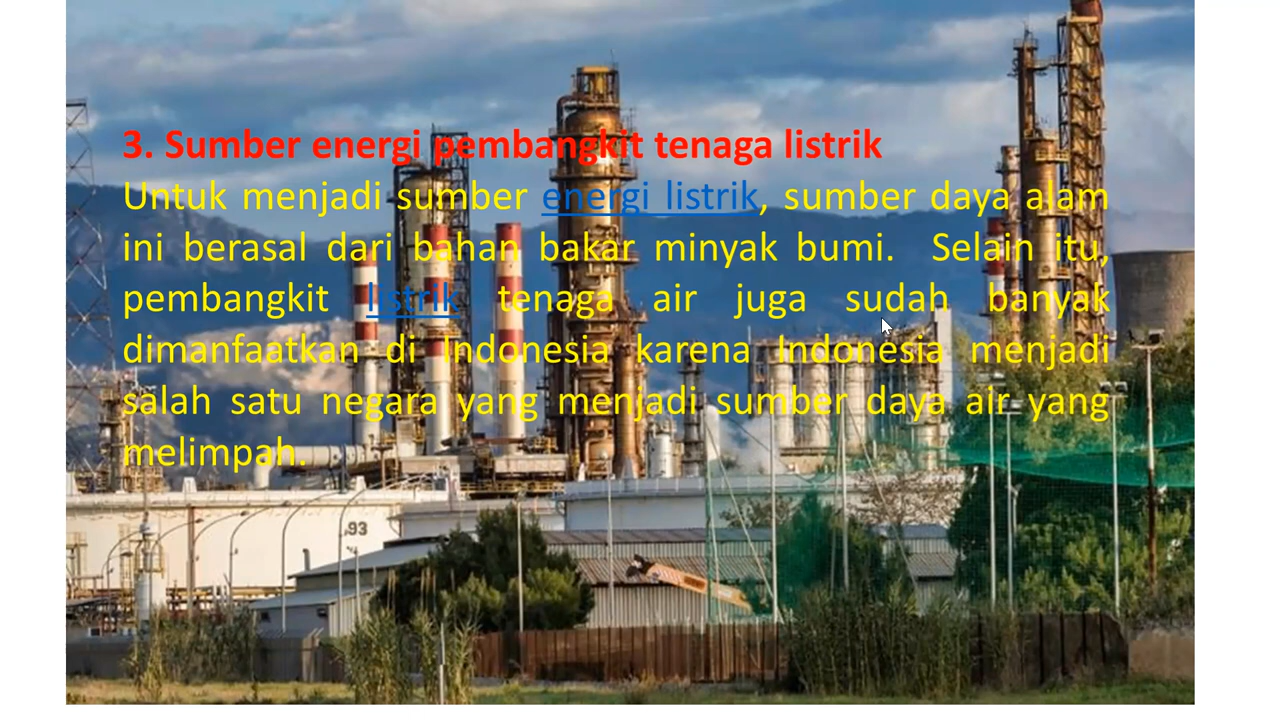 3. Sumber energi pembangkit tenaga listrik
Untuk menjadi sumber energi listrik, sumber daya alam
ini berasal dari bahan bakar minyak bumi. Selain itu,
pembangkit listrik tenaga air juga sudah banyak
dimanfaatkan di Indonesia karena Indonesia menjadi
salah satu negara yang menjadi sumber daya air yang
melimpah.
93